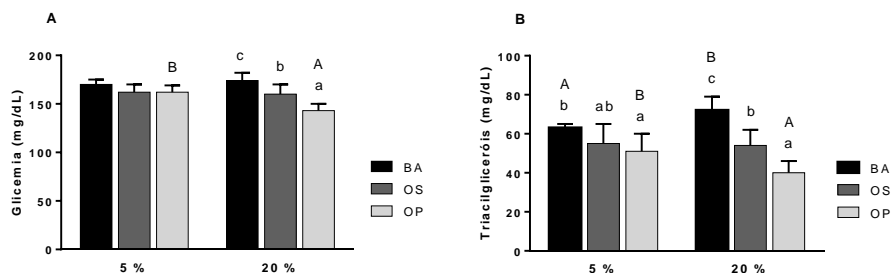 A
Glicemia (mg/dL)
200
150
100
50
0
B
c
b
A
a
5 %
20 %
BA
OS
OP
B
Triacilgliceróis (mg/dL)
100
80
60
40
20
0
A
b
ab
B
a
B
c
b
A
a
5 %
20 %
BA
OS
OP